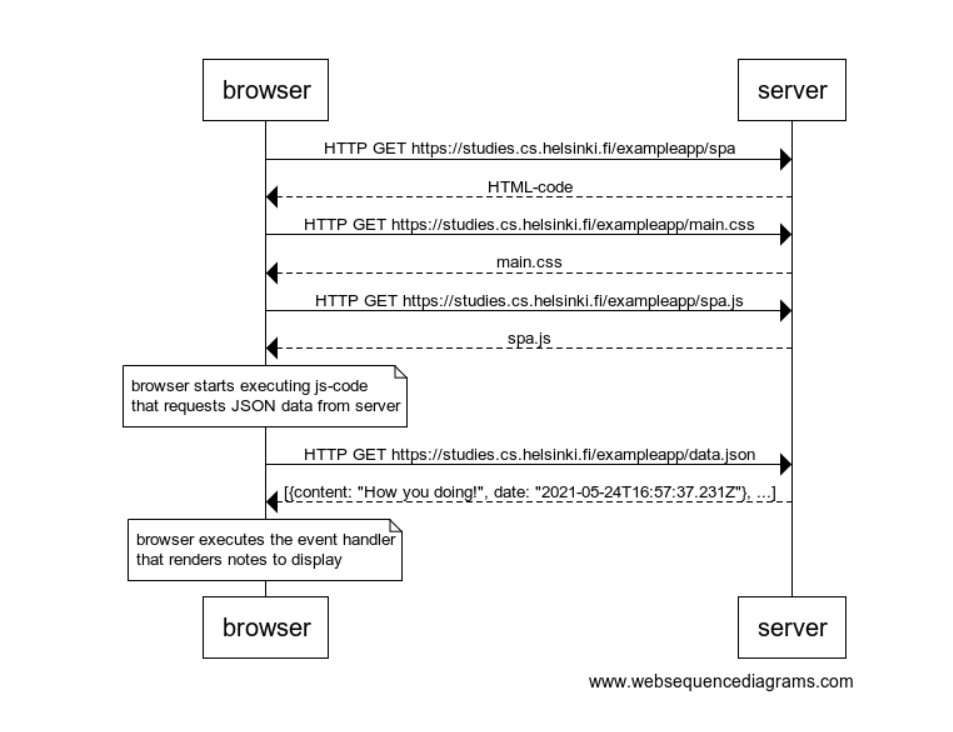 browser server
HTTP GET https://studies.cs.helsinki.fi/exampleapp/spa
HTML-code
HTTP GET https://studies.cs.helsinki.fi/exampleapp/main.css
main.css
HTTP GET https://studies.cs.helsinki.fi/exampleapp/spa.js
spa.js
browser starts executing js-code
that requests JSON data from server
HTTP GET https://studies.cs.helsinki.fi/exampleapp/data.json
[{content: "How you doing!", date: "2021-05-24T16:57:37.231Z"}, ...]
browser executes the event handler
that renders notes to display
browser server
www.websequencediagrams.com